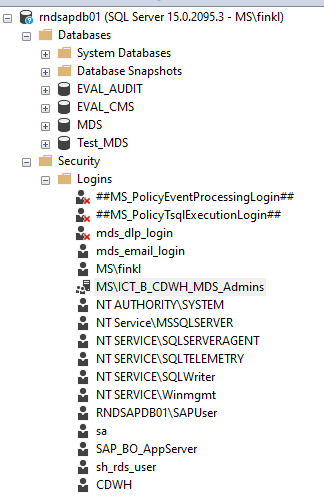 rndsapdb01 (SQL Server 15.0.2095.3 - MS\finkl)
Databases
System Databases
Database Snapshots
EVAL_AUDIT
EVAL_CMS
MDS
Test_MDS
Security
Logins
##MS_PolicyEventProcessingLogin##
##MS_PolicyTsqlExecutionLogin##
mds_dlp_login
mds_email_login
MS\finkl
MS\ICT_B_CDWH_MDS_Admins
NT AUTHORITY\SYSTEM
NT Service\MSSQLSERVER
NT SERVICE\SQLSERVERAGENT
NT SERVICE\SQLTELEMETRY
NT SERVICE\SQLWriter
NT SERVICE\Winmgmt
RNDSAPDB01\SAPUser
sa
SAP_BO_AppServer
sh_rds_user
CDWH